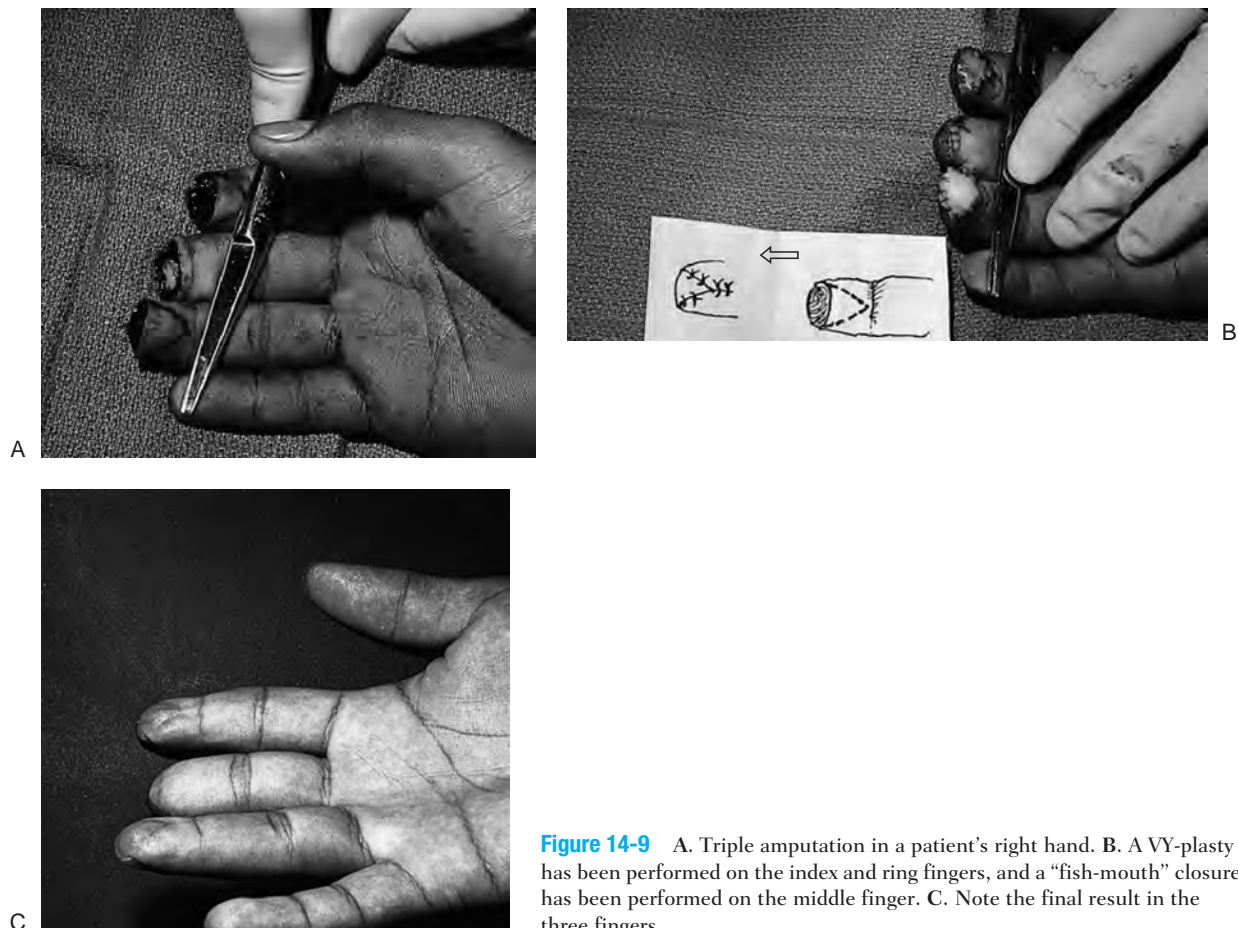 A
B
C
Figure 14-9 A. Triple amputation in a patient's right hand. B. A VY-plasty
has been performed on the index and ring fingers, and a “fish-mouth” closure
has been performed on the middle finger. C. Note the final result in the
three fingers